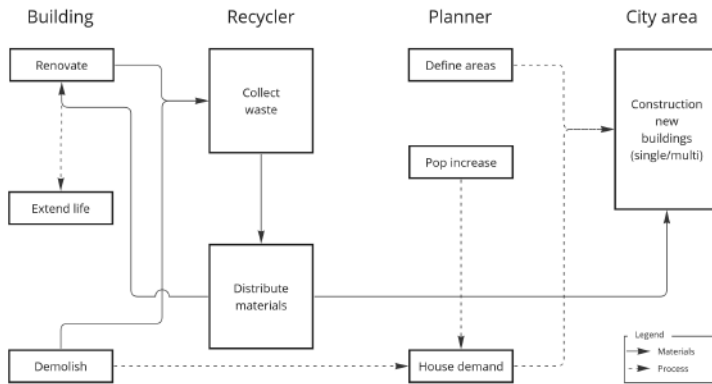 Building
Recycler
Planner
City area
Renovate
Collect
waste
Define areas
Construction
new
buildings
(single/multi)
Pop increase
Extend life
Distribute
materials
Demolish
House demand
Legend
Materials
Process